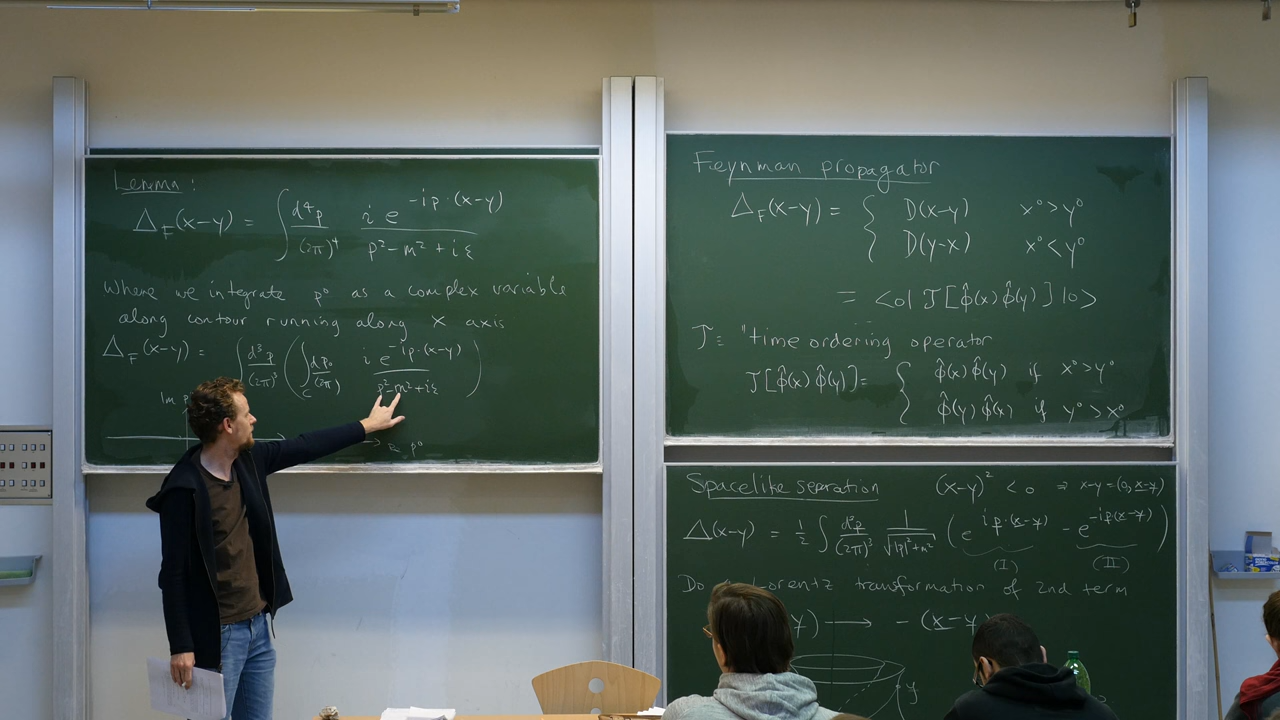 Lemma:
Δ_F(x-y) = ∫ d⁴p/(2π)⁴ i e^{-ip·(x-y)}/(p²-m²+iε)
Where we integrate p⁰ as a complex variable
along contour running along x axis
Δ_F(x-y) = ∫ d³p/(2π)³ (∫_C dp₀/(2π) i e^{-ip·(x-y)}/(p²-m²+iε))
Im p
Re p⁰
Feynman propagator
Δ_F(x-y) = { D(x-y) x⁰>y⁰
D(y-x) x⁰<y⁰
= <0| T[φ̂(x)φ̂(y)] |0>
T ≡ "time ordering operator
T[φ̂(x)φ̂(y)] = { φ̂(x)φ̂(y) if x⁰>y⁰
φ̂(y)φ̂(x) if y⁰>x⁰
Spacelike separation (x-y)² < 0 ⇒ x-y=(0,x-y)
Δ(x-y) = 1/2 ∫ d³p/(2π)³ 1/√(|p|²+m²) (e^{ip·(x-y)} - e^{-ip(x-y)})
(I) (II)
Do Lorentz transformation of 2nd term
y) → -(x-y
y